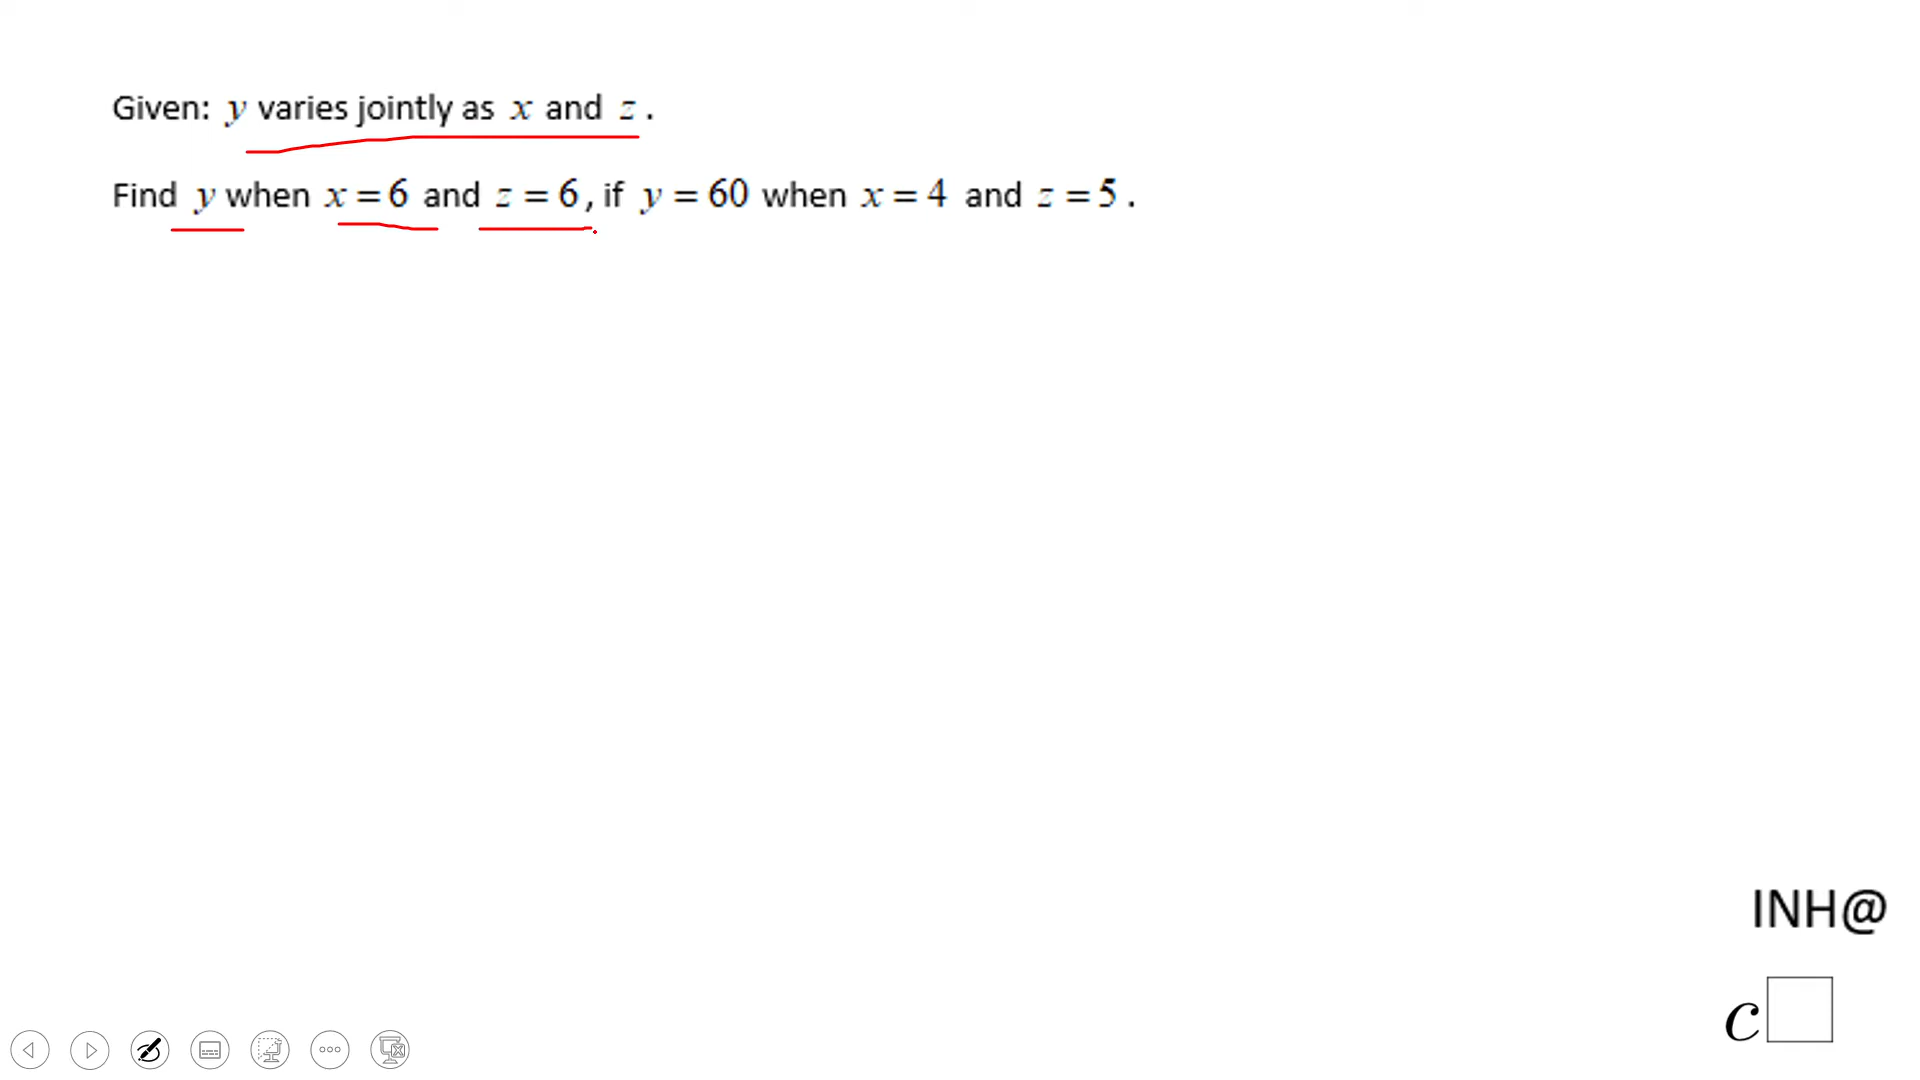 Given: y varies jointly as x and z.
Find y when x = 6 and z = 6, if y = 60 when x = 4 and z = 5.
INH@
c